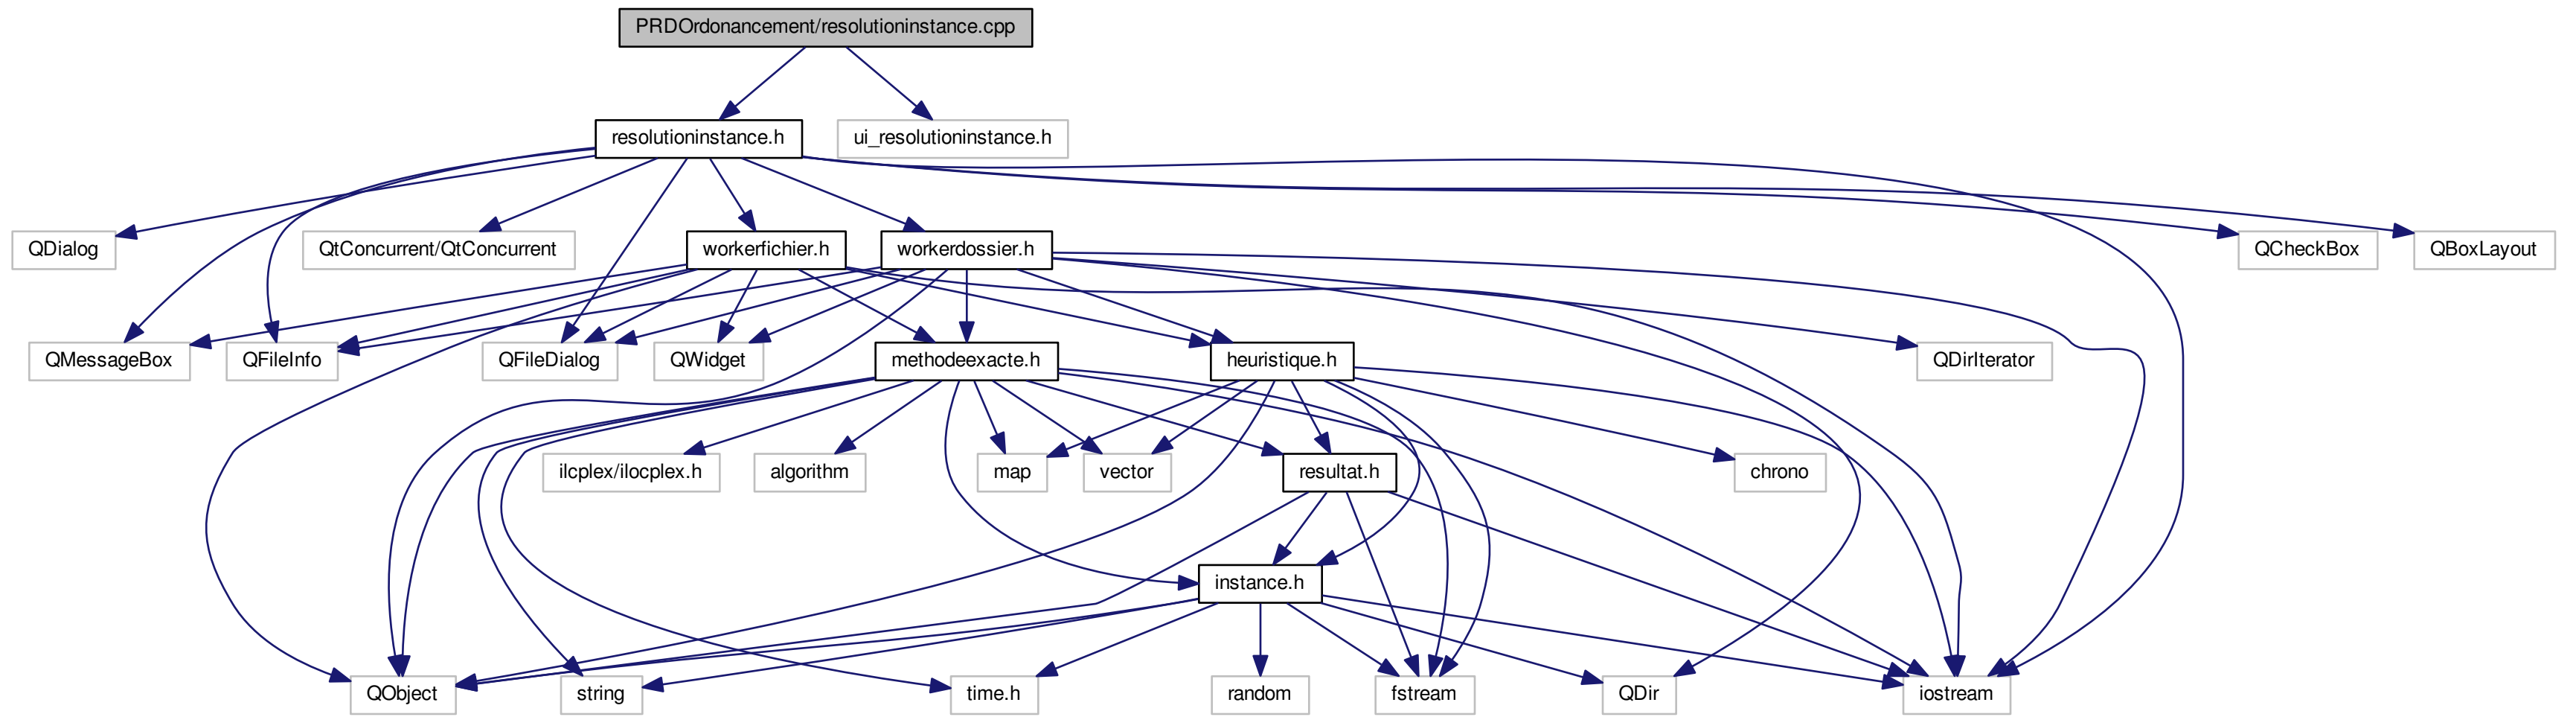 PRDOrdonancement/resolutioninstance.cpp
resolutioninstance.h
ui_resolutioninstance.h
QDialog
QtConcurrent/QtConcurrent
workerfichier.h
workerdossier.h
QCheckBox
QBoxLayout
QMessageBox
QFileInfo
QFileDialog
QWidget
methodeexacte.h
heuristique.h
QDirIterator
ilcplex/ilocplex.h
algorithm
map
vector
resultat.h
chrono
instance.h
QObject
string
time.h
random
fstream
QDir
iostream